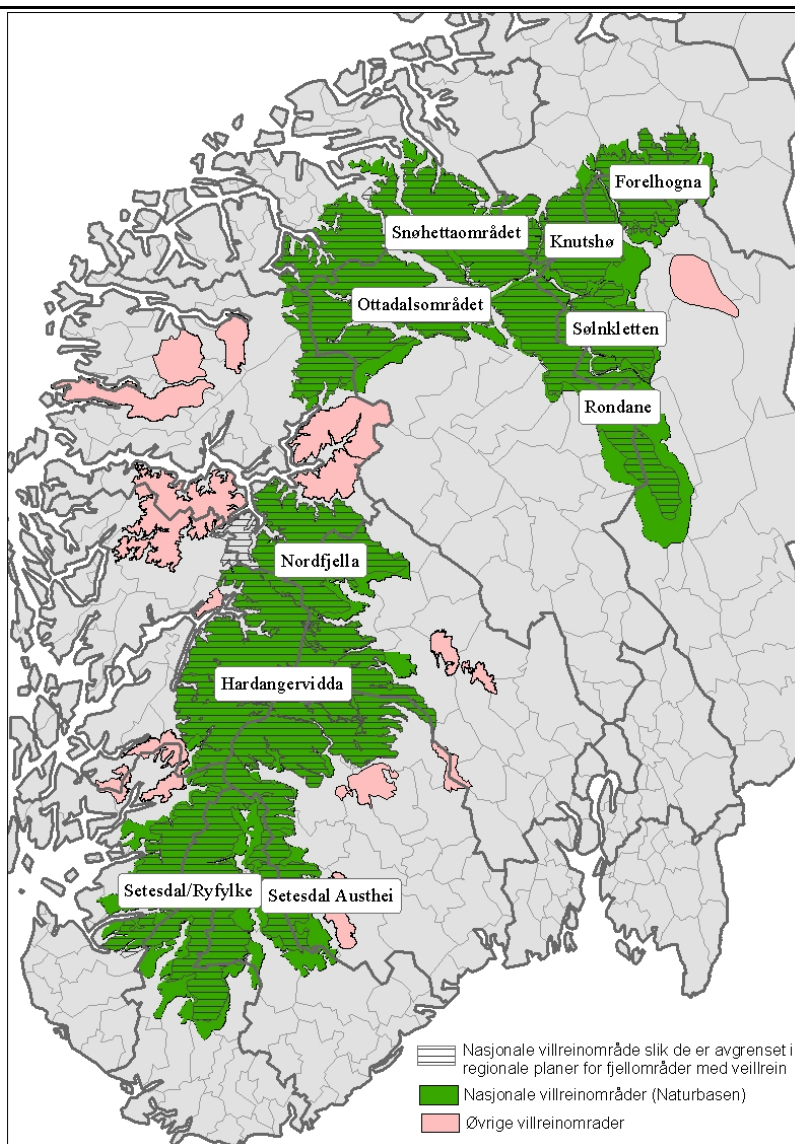 Forelhogna
Snøhettaområdet
Knutshø
Ottadalsområdet
Sølnkletten
Rondane
Nordfjella
Hardangervidda
Setesdal/Ryfylke
Setesdal Austhei
Nasjonale villreinområde slik de er avgrenset i
regionale planer for fjellområder med veillrein
Nasjonale villreinområder (Naturbasen)
Øvrige villreinomrader